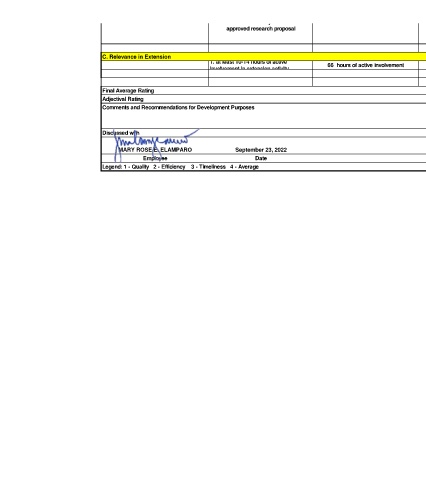 approved research proposal
C. Relevance in Extension
1. at least 10-14 hours of active
involvement in extension activity
66 hours of active involvement
Final Average Rating
Adjectival Rating
Comments and Recommendations for Development Purposes
Discussed with
MARY ROSE E. ELAMPARO
September 23, 2022
Employee
Date
Legend: 1 - Quality 2 - Efficiency 3 - Timeliness 4 - Average